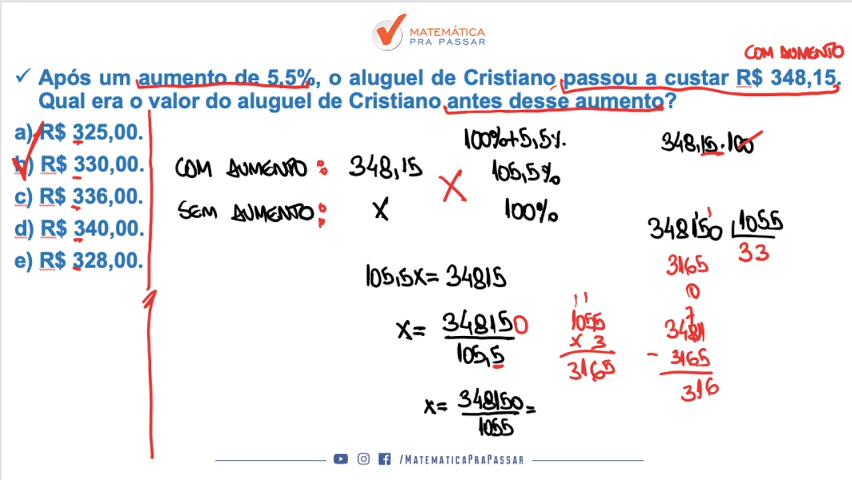 MATEMÁTICA
PRA PASSAR
COM AUMENTO
✓ Após um aumento de 5,5%, o aluguel de Cristiano passou a custar R$ 348,15.
Qual era o valor do aluguel de Cristiano antes desse aumento?
a) R$ 325,00.
b) R$ 330,00.
c) R$ 336,00.
d) R$ 340,00.
e) R$ 328,00.
100%+5,5%.
COM AUMENTO: 348,15 105,5%
SEM AUMENTO: X 100%
105,5X = 34815
X = 348150
105,5
X = 348150 =
1055
348,15.100
348150 1055
3165 33
0
1055
x 3
3165
3481
- 3165
316
/MATEMATICAPRAPASSAR